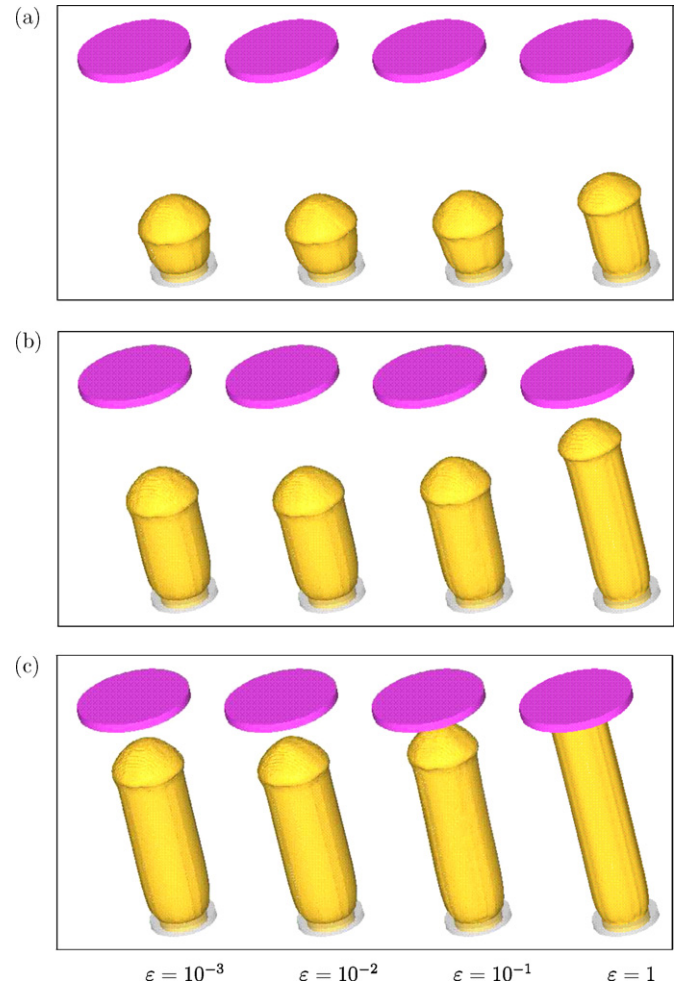 (a)
(b)
(c)
ε = 10⁻³ ε = 10⁻² ε = 10⁻¹ ε = 1